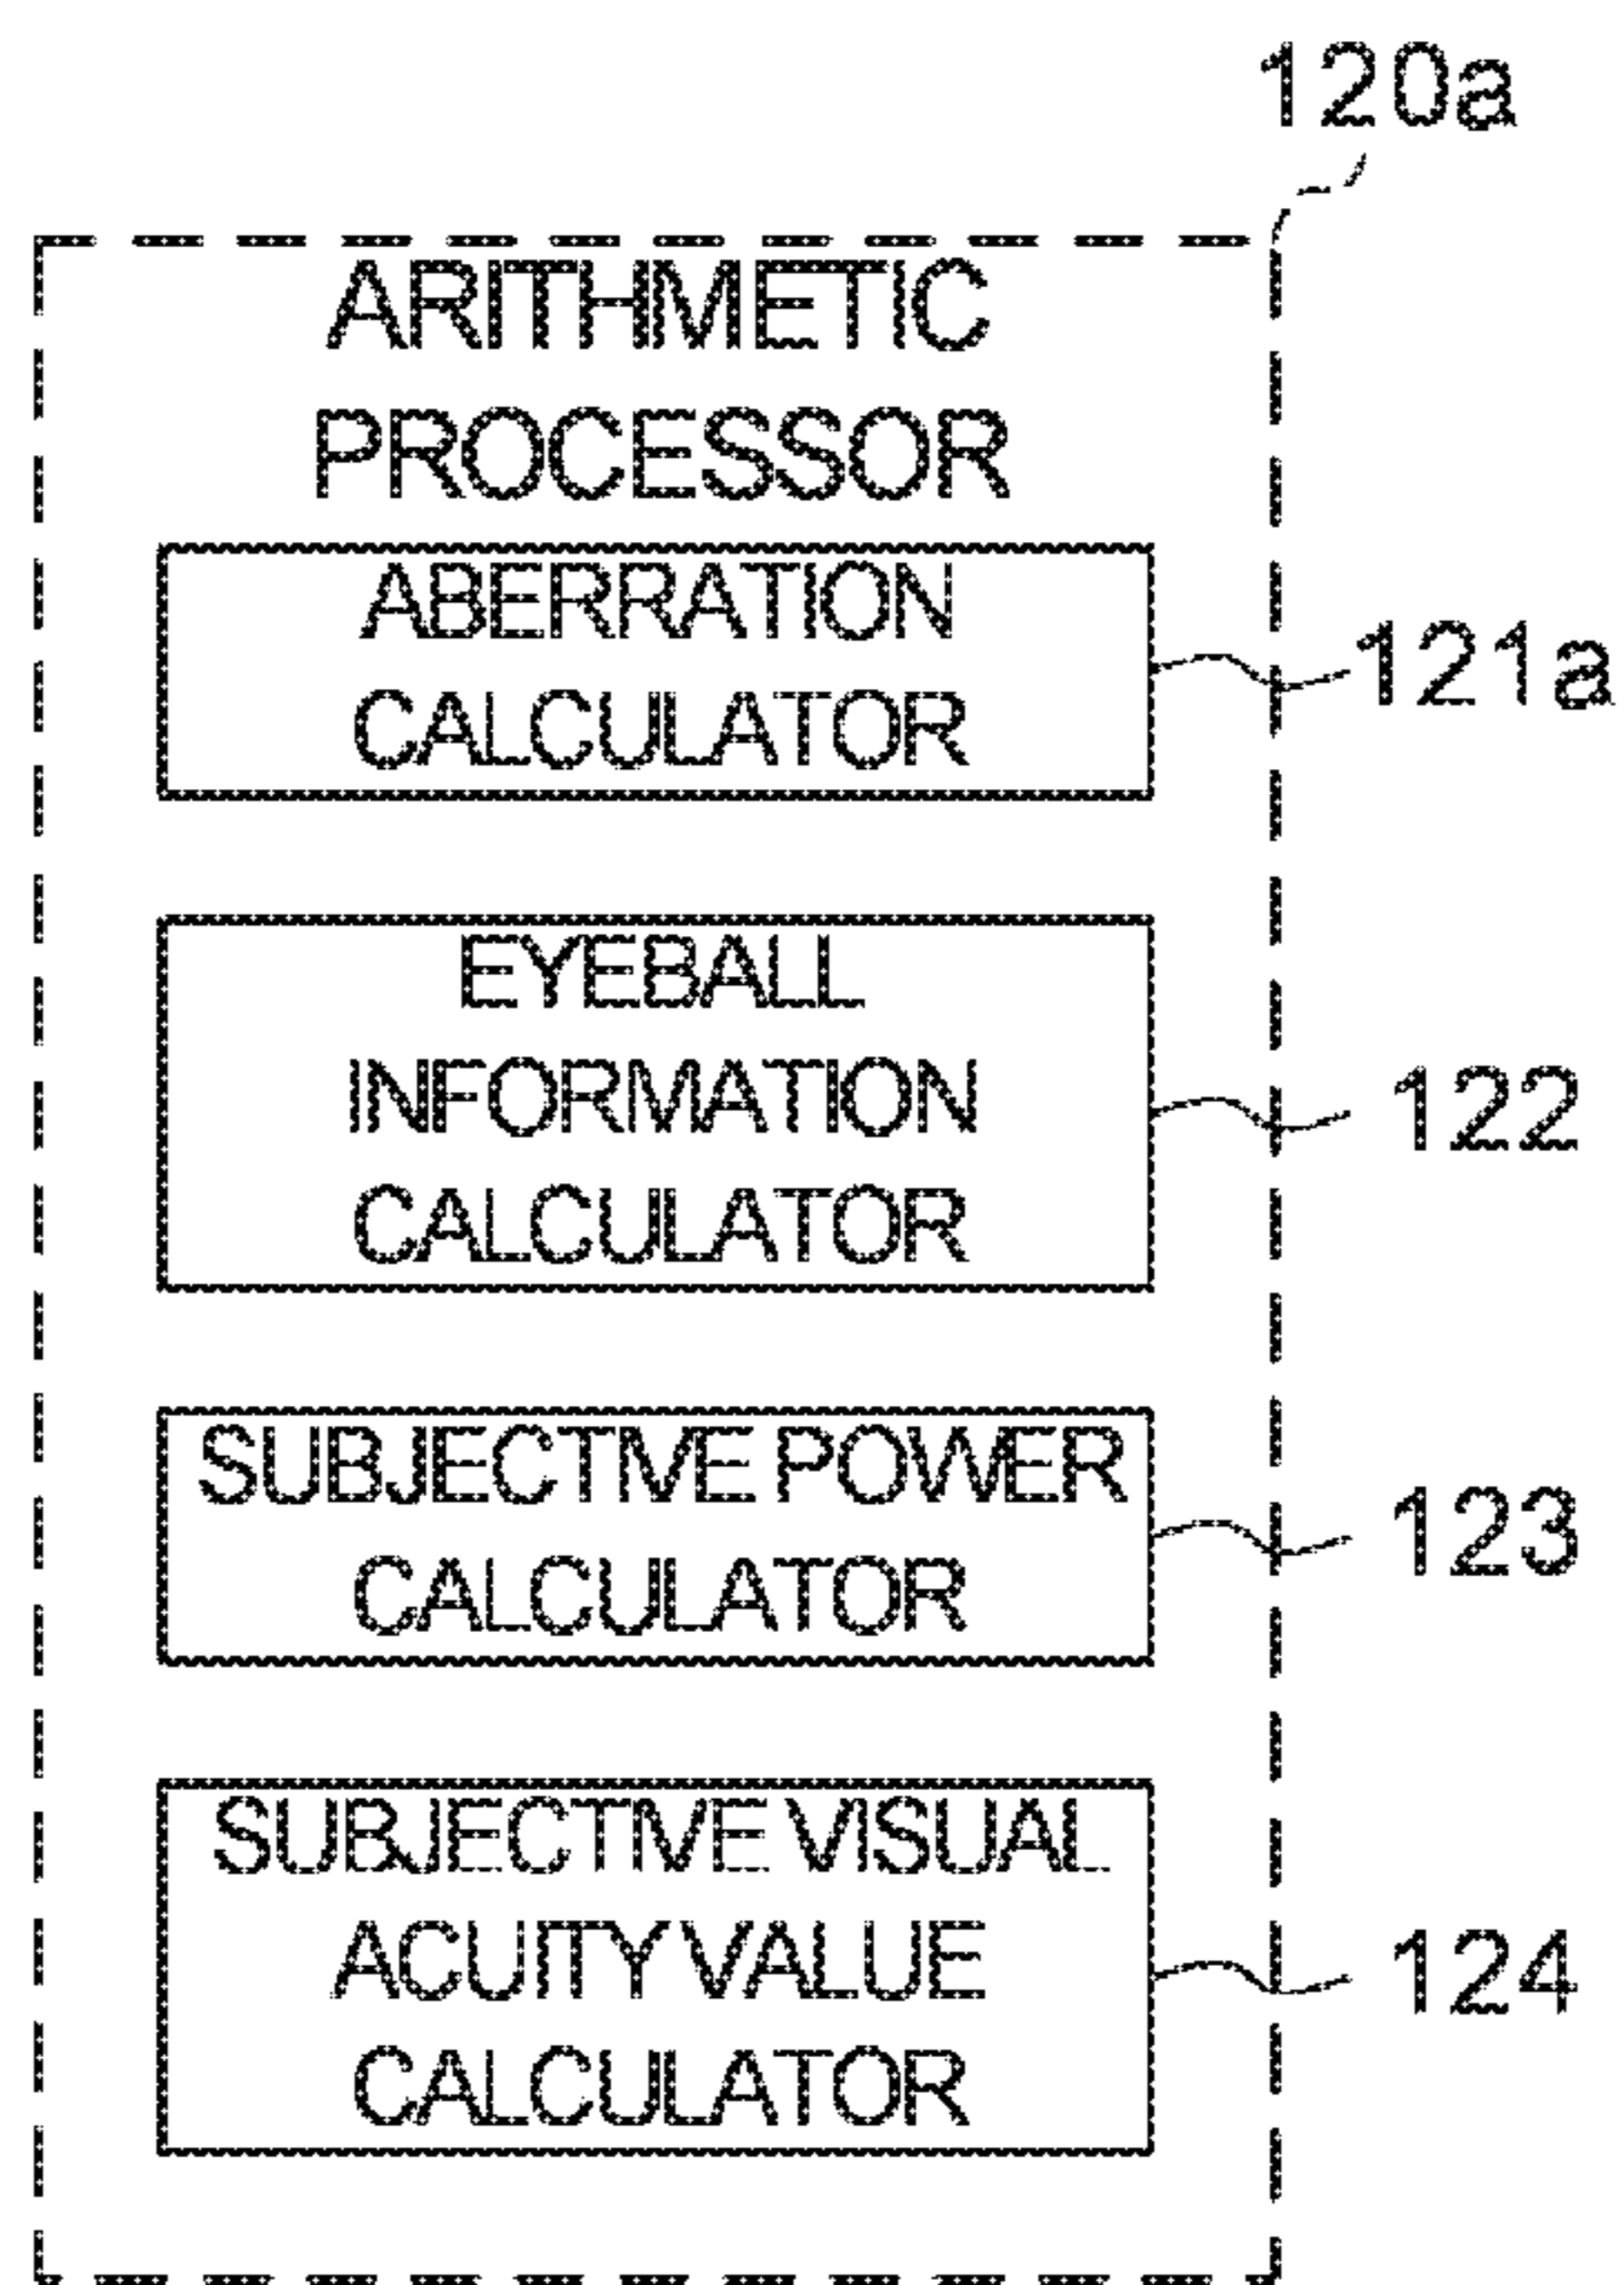 120a
ARITHMETIC
PROCESSOR
ABERRATION
CALCULATOR
121a
EYEBALL
INFORMATION
CALCULATOR
122
SUBJECTIVE POWER
CALCULATOR
123
SUBJECTIVE VISUAL
ACUITY VALUE
CALCULATOR
124